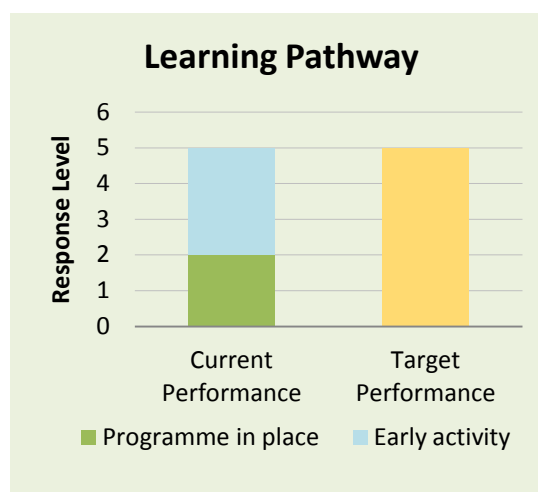 Learning Pathway
Response Level
6
5
4
3
2
1
0
Current
Performance
Target
Performance
Programme in place
Early activity